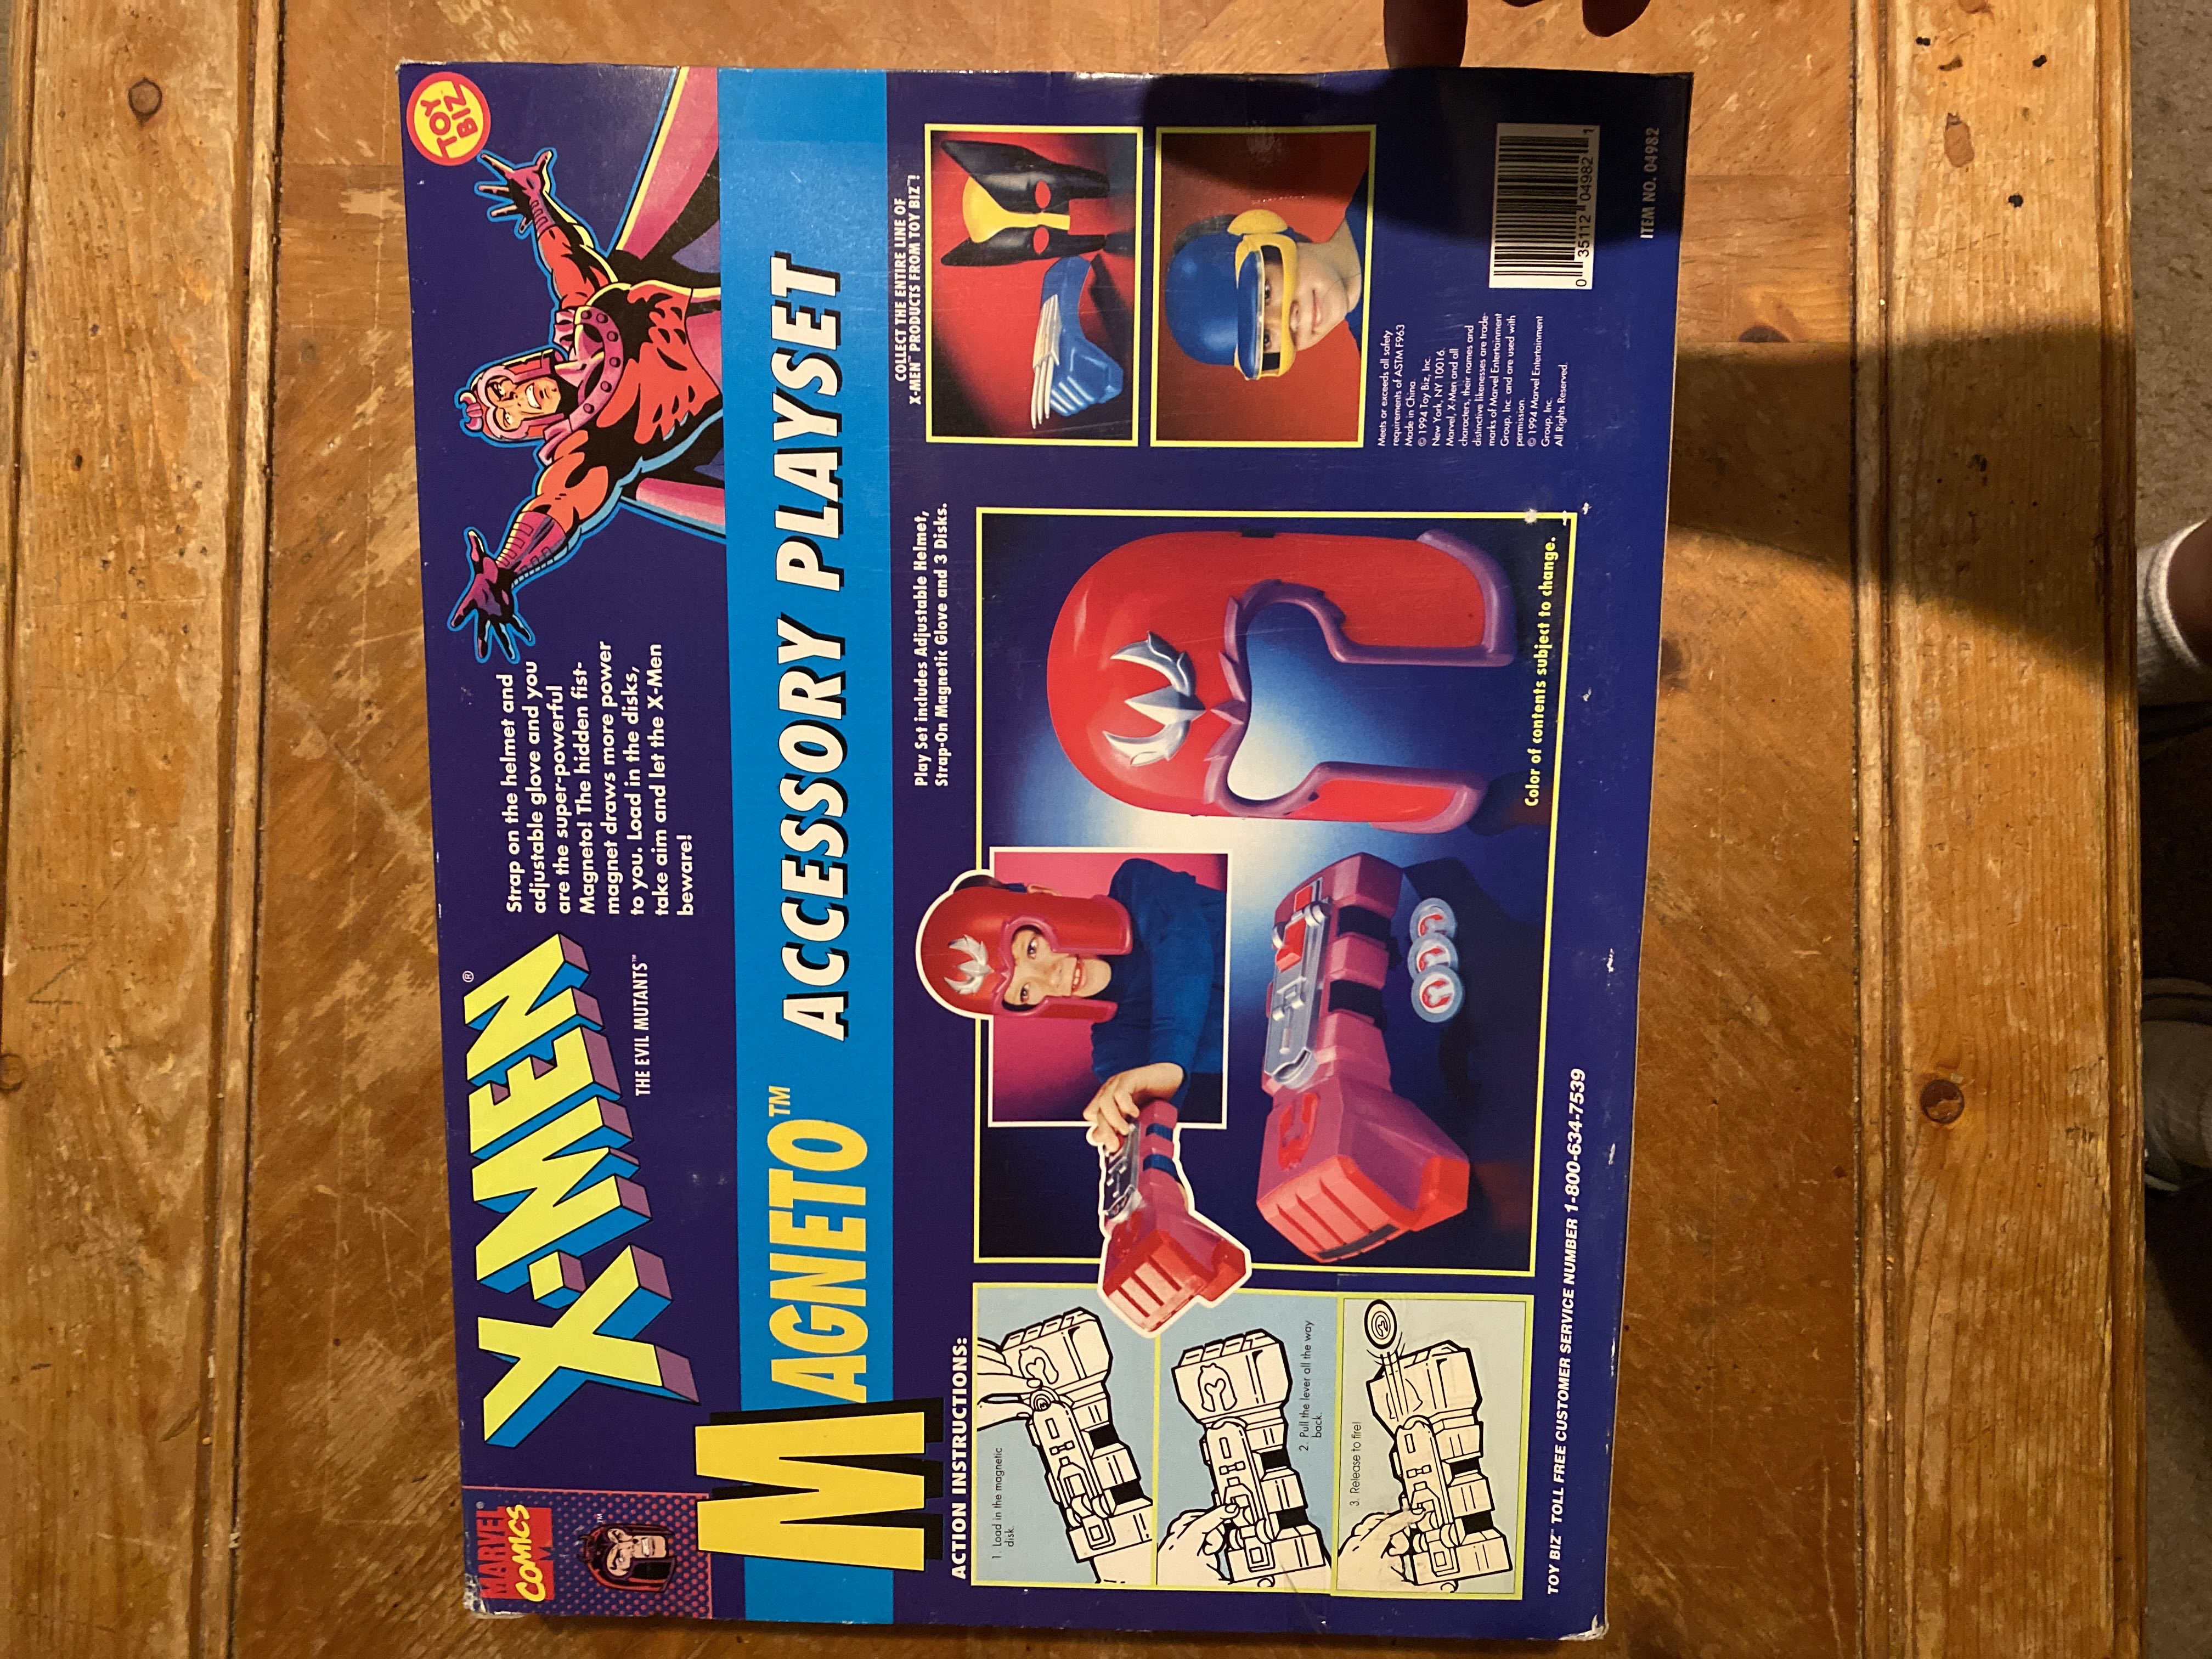 MARVEL®
COMICS
™
X-MEN®
THE EVIL MUTANTS™
Strap on the helmet and
adjustable glove and you
are the super-powerful
Magneto! The hidden fist-
magnet draws more power
to you. Load in the disks,
take aim and let the X-Men
beware!
TOY
BIZ
MAGNETO™ ACCESSORY PLAYSET
ACTION INSTRUCTIONS:
1. Load in the magnetic
disk.
2. Pull the lever all the way
back.
3. Release to fire!
Play Set includes Adjustable Helmet,
Strap-On Magnetic Glove and 3 Disks.
Color of contents subject to change.
COLLECT THE ENTIRE LINE OF
X-MEN™ PRODUCTS FROM TOY BIZ™!
Meets or exceeds all safety
requirements of ASTM F963
Made in China.
© 1994 Toy Biz, Inc.
New York, NY 10016.
Marvel, X-Men and all
characters, their names and
distinctive likenesses are trade-
marks of Marvel Entertainment
Group, Inc. and are used with
permission.
© 1994 Marvel Entertainment
Group, Inc.
All Rights Reserved.
0 35112 04982 1
ITEM NO. 04982
TOY BIZ™ TOLL FREE CUSTOMER SERVICE NUMBER 1-800-634-7539